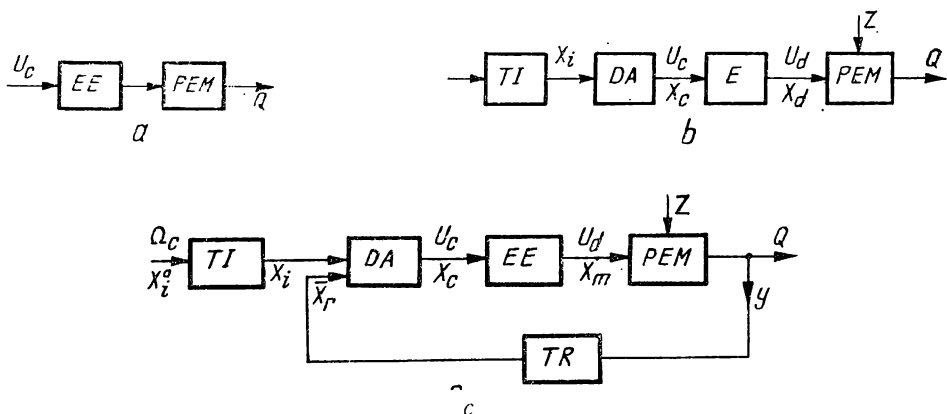 U_c EE PEM Q
a
TI X_i DA U_c X_c E U_d X_d PEM Z Q
b
Ω_c X_i^a TI X_i DA X_r U_c X_c EE U_d X_m PEM Z Q
y
TR
c